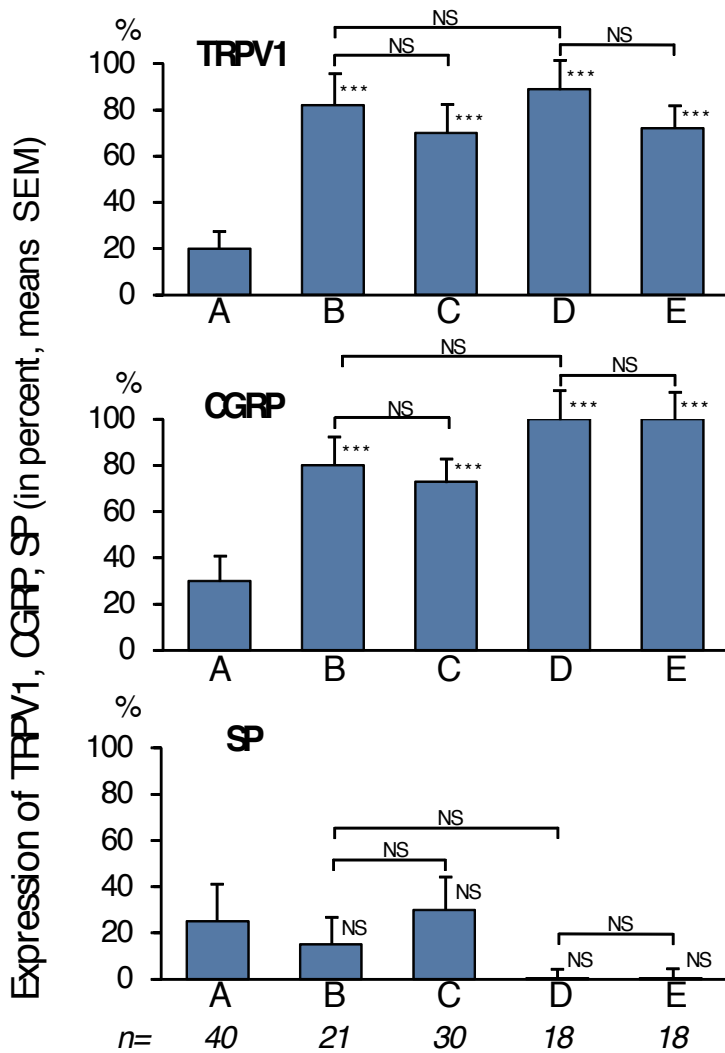 Expression of TRPV1, CGRP, SP (in percent, means SEM)
%
TRPV1
NS
NS
NS
100
80
60
40
20
0
***
***
***
***
A B C D E
%
CGRP
NS
NS
NS
100
80
60
40
20
0
***
***
***
***
A B C D E
%
SP
100
80
60
40
20
0
NS
NS
NS
NS
NS
NS
NS
A B C D E
n= 40 21 30 18 18